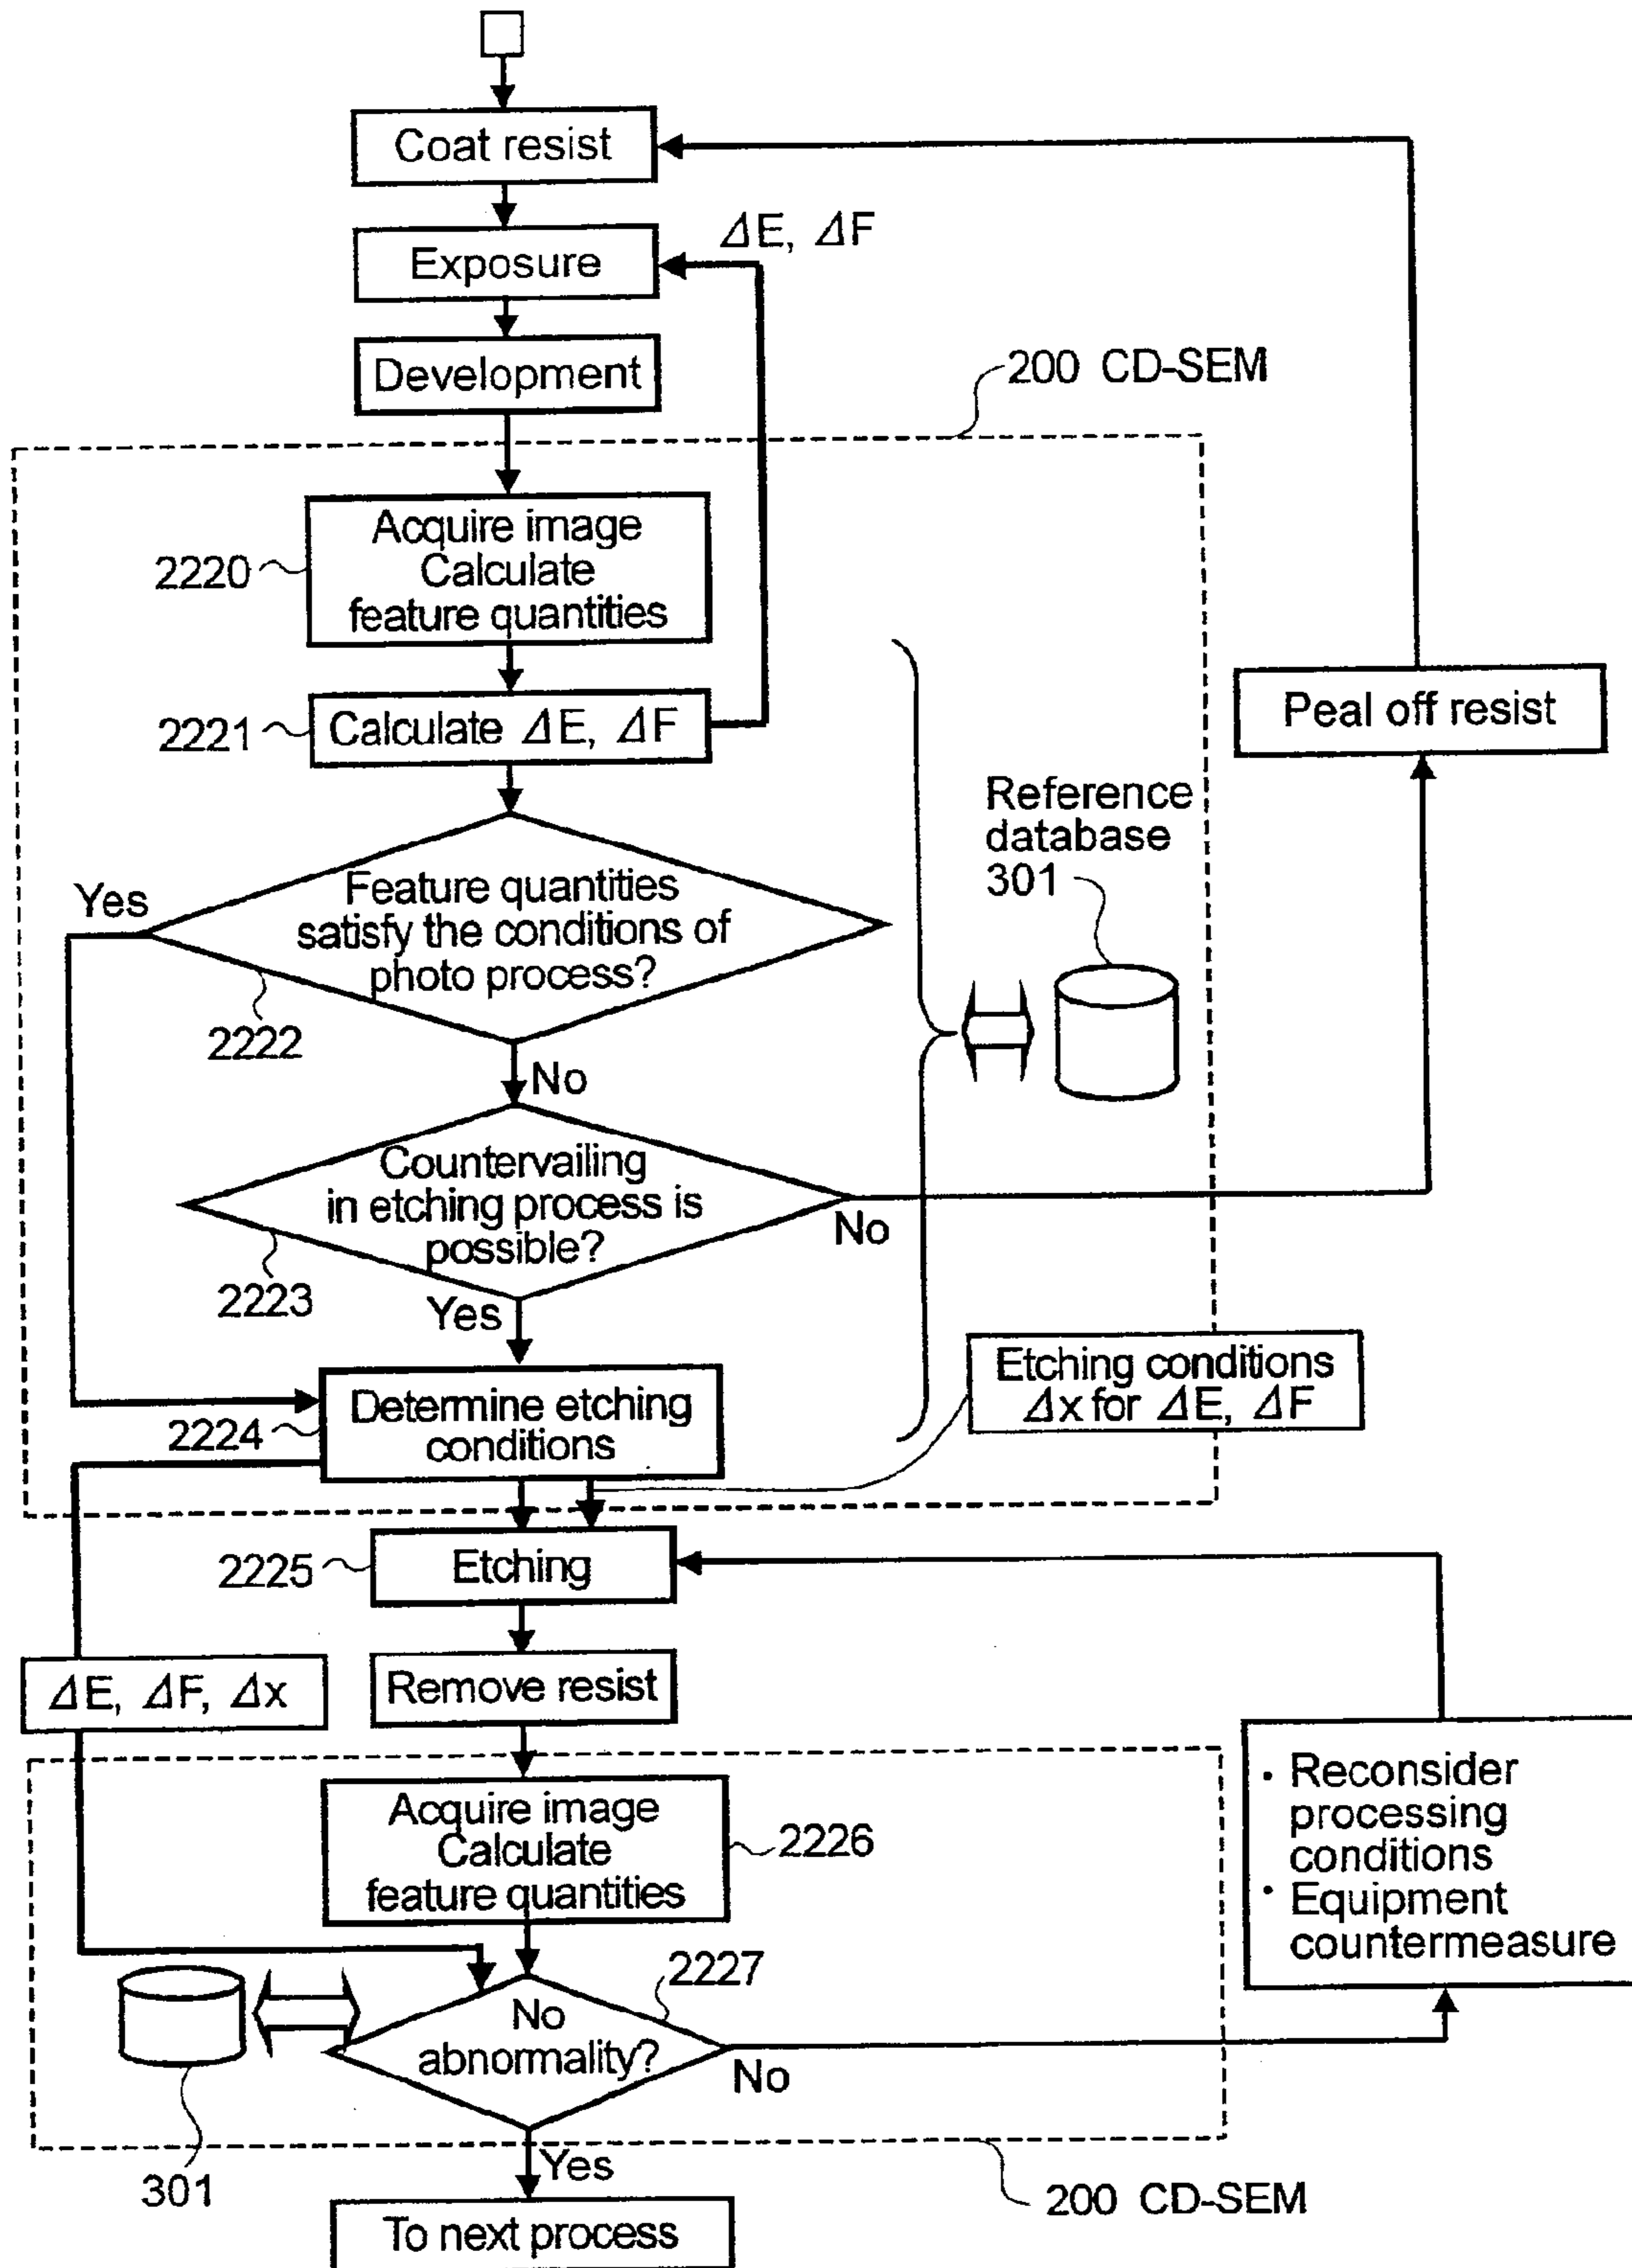 Coat resist
ΔE, ΔF
Exposure
Development
200 CD-SEM
Acquire image
Calculate
feature quantities
2220
Calculate ΔE, ΔF
2221
Peal off resist
Reference
database
301
Yes
Feature quantities
satisfy the conditions of
photo process?
2222
No
Countervailing
in etching process is
possible?
No
2223
Yes
Etching conditions
Δx for ΔE, ΔF
Determine etching
conditions
2224
Etching
2225
ΔE, ΔF, Δx
Remove resist
Acquire image
Calculate
feature quantities
2226
· Reconsider
processing
conditions
· Equipment
countermeasure
2227
No
abnormality?
No
301
Yes
200 CD-SEM
To next process